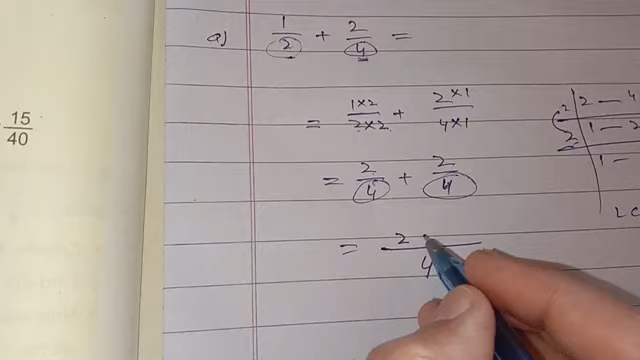 15/40
a) 1/2 + 2/4 =
= 1×2/2×2 + 2×1/4×1
2 | 2 — 4
2 | 1 — 2
1 —
= 2/4 + 2/4
LC
= 2 /4